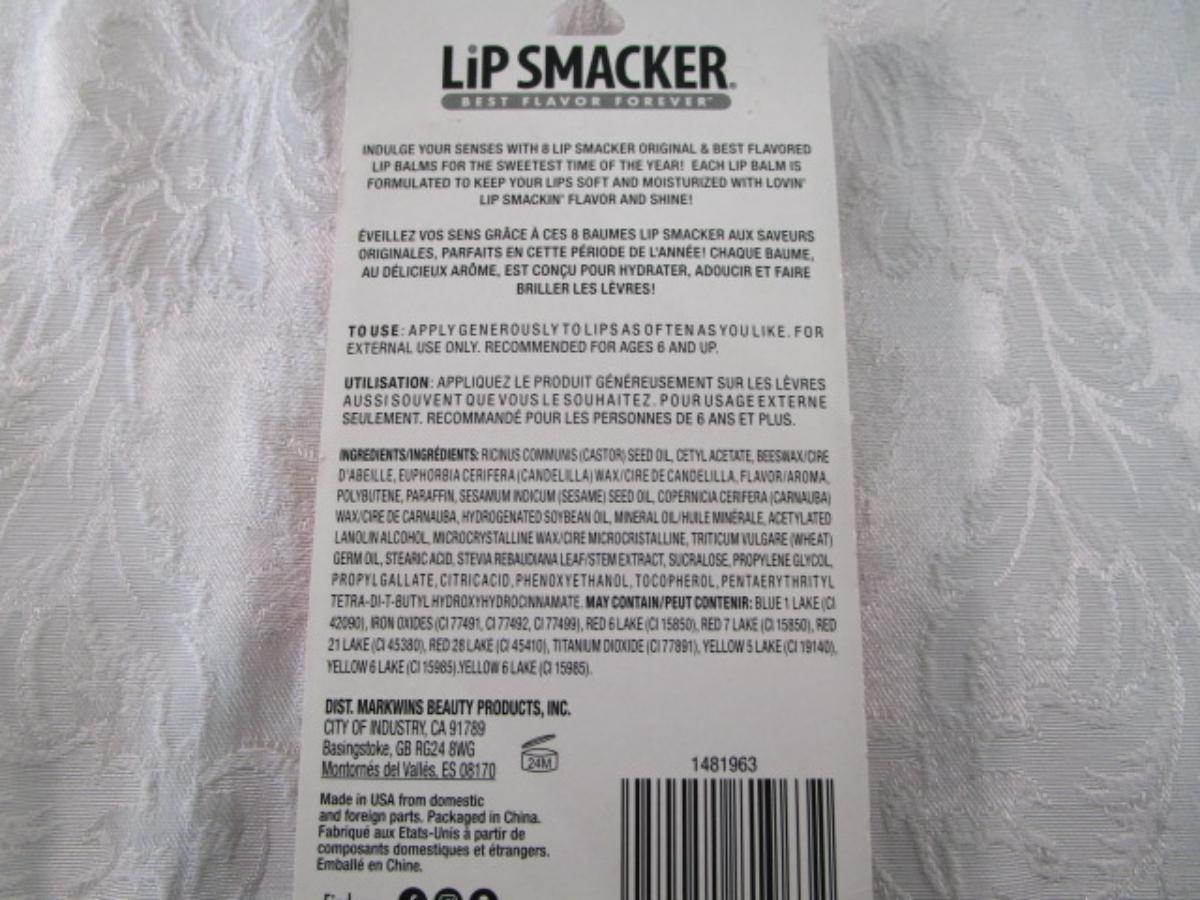 LiP SMACKER®
BEST FLAVOR FOREVER™
INDULGE YOUR SENSES WITH 8 LIP SMACKER ORIGINAL & BEST FLAVORED
LIP BALMS FOR THE SWEETEST TIME OF THE YEAR! EACH LIP BALM IS
FORMULATED TO KEEP YOUR LIPS SOFT AND MOISTURIZED WITH LOVIN'
LIP SMACKIN' FLAVOR AND SHINE!
ÉVEILLEZ VOS SENS GRÂCE À CES 8 BAUMES LIP SMACKER AUX SAVEURS
ORIGINALES, PARFAITS EN CETTE PÉRIODE DE L'ANNÉE! CHAQUE BAUME,
AU DÉLICIEUX ARÔME, EST CONÇU POUR HYDRATER, ADOUCIR ET FAIRE
BRILLER LES LÈVRES!
TO USE: APPLY GENEROUSLY TO LIPS AS OFTEN AS YOU LIKE. FOR
EXTERNAL USE ONLY. RECOMMENDED FOR AGES 6 AND UP.
UTILISATION: APPLIQUEZ LE PRODUIT GÉNÉREUSEMENT SUR LES LÈVRES
AUSSI SOUVENT QUE VOUS LE SOUHAITEZ. POUR USAGE EXTERNE
SEULEMENT. RECOMMANDÉ POUR LES PERSONNES DE 6 ANS ET PLUS.
INGREDIENTS/INGRÉDIENTS: RICINUS COMMUNIS (CASTOR) SEED OIL, CETYL ACETATE, BEESWAX/CIRE
D'ABEILLE, EUPHORBIA CERIFERA (CANDELILLA) WAX/CIRE DE CANDELILLA, FLAVOR/AROMA,
POLYBUTENE, PARAFFIN, SESAMUM INDICUM (SESAME) SEED OIL, COPERNICIA CERIFERA (CARNAUBA)
WAX/CIRE DE CARNAUBA, HYDROGENATED SOYBEAN OIL, MINERAL OIL/HUILE MINÉRALE, ACETYLATED
LANOLIN ALCOHOL, MICROCRYSTALLINE WAX/CIRE MICROCRISTALLINE, TRITICUM VULGARE (WHEAT)
GERM OIL, STEARIC ACID, STEVIA REBAUDIANA LEAF/STEM EXTRACT, SUCRALOSE, PROPYLENE GLYCOL,
PROPYL GALLATE, CITRIC ACID, PHENOXYETHANOL, TOCOPHEROL, PENTAERYTHRITYL
TETRA-DI-T-BUTYL HYDROXYHYDROCINNAMATE. MAY CONTAIN/PEUT CONTENIR: BLUE 1 LAKE (CI
42090), IRON OXIDES (CI 77491, CI 77492, CI 77499), RED 6 LAKE (CI 15850), RED 7 LAKE (CI 15850), RED
21 LAKE (CI 45380), RED 28 LAKE (CI 45410), TITANIUM DIOXIDE (CI 77891), YELLOW 5 LAKE (CI 19140),
YELLOW 6 LAKE (CI 15985).YELLOW 6 LAKE (CI 15985).
DIST. MARKWINS BEAUTY PRODUCTS, INC.
CITY OF INDUSTRY, CA 91789
Basingstoke, GB RG24 8WG
Montornés del Vallés, ES 08170
24M
1481963
Made in USA from domestic
and foreign parts. Packaged in China.
Fabriqué aux Etats-Unis à partir de
composants domestiques et étrangers.
Emballé en Chine.